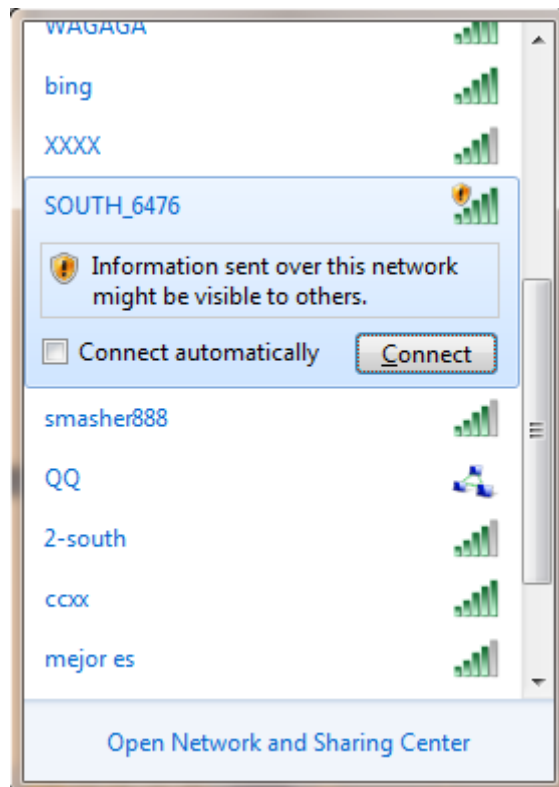 WAGAGA
bing
XXXX
SOUTH_6476
Information sent over this network
might be visible to others.
Connect automatically
Connect
smasher888
QQ
2-south
ccxx
mejor es
Open Network and Sharing Center